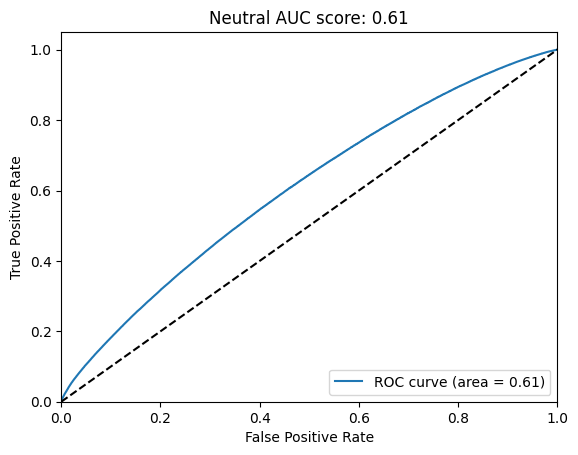 Neutral AUC score: 0.61
True Positive Rate
1.0
0.8
0.6
0.4
0.2
0.0
ROC curve (area = 0.61)
0.0 0.2 0.4 0.6 0.8 1.0
False Positive Rate